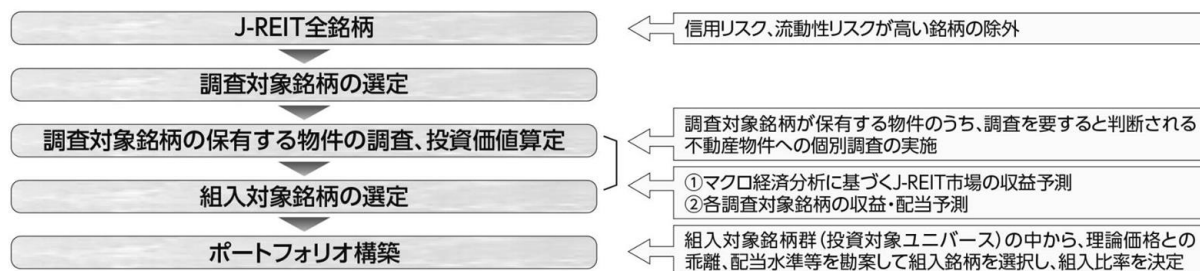 J-REIT全銘柄
信用リスク、流動性リスクが高い銘柄の除外
調査対象銘柄の選定
調査対象銘柄の保有する物件の調査、投資価値算定
調査対象銘柄が保有する物件のうち、調査を要すると判断される
不動産物件への個別調査の実施
組入対象銘柄の選定
①マクロ経済分析に基づくJ-REIT市場の収益予測
②各調査対象銘柄の収益・配当予測
ポートフォリオ構築
組入対象銘柄群(投資対象ユニバース)の中から、理論価格との
乖離、配当水準等を勘案して組入銘柄を選択し、組入比率を決定